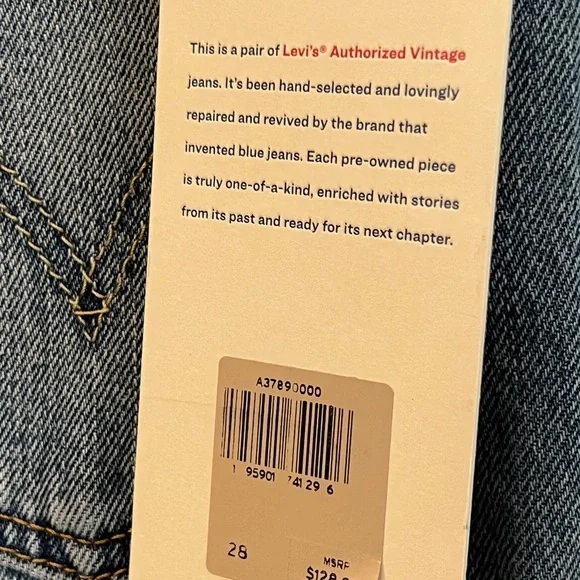 This is a pair of Levi's® Authorized Vintage
jeans. It's been hand-selected and lovingly
repaired and revived by the brand that
invented blue jeans. Each pre-owned piece
is truly one-of-a-kind, enriched with stories
from its past and ready for its next chapter.
A37890000
1 95901 74129 6
28
MSRP